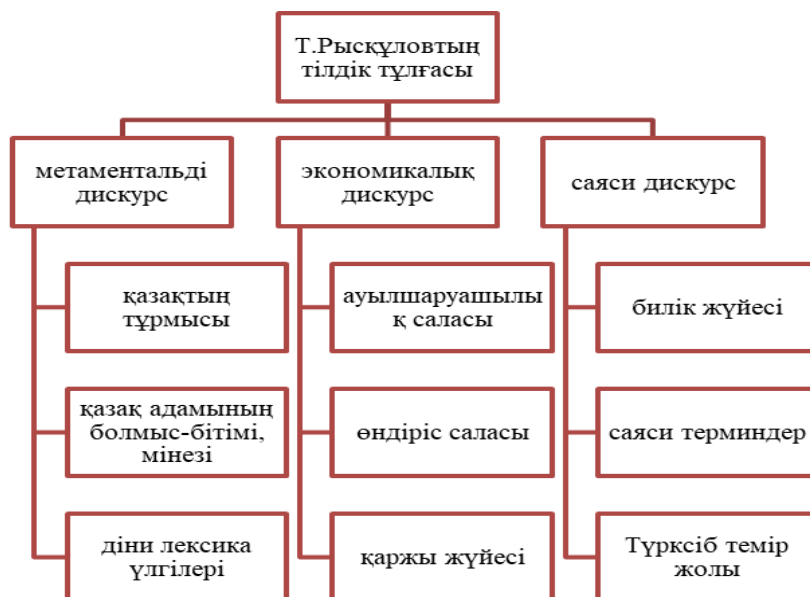 Т.Рысқұловтың
тілдік тұлғасы
метаментальді
дискурс
экономикалық
дискурс
саяси дискурс
қазақтың
тұрмысы
ауылшаруашылы
қ саласы
билік жүйесі
қазақ адамының
болмыс-бітімі,
мінезі
өндіріс саласы
саяси терминдер
діни лексика
үлгілері
қаржы жүйесі
Түрксіб темір
жолы